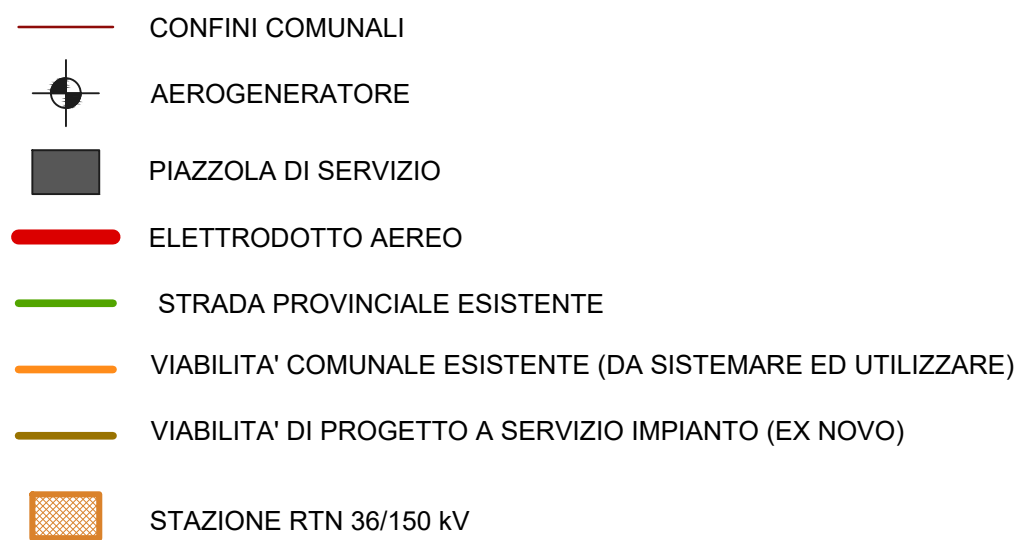 CONFINI COMUNALI
AEROGENERATORE
PIAZZOLA DI SERVIZIO
ELETTRODOTTO AEREO
STRADA PROVINCIALE ESISTENTE
VIABILITA' COMUNALE ESISTENTE (DA SISTEMARE ED UTILIZZARE)
VIABILITA' DI PROGETTO A SERVIZIO IMPIANTO (EX NOVO)
STAZIONE RTN 36/150 kV